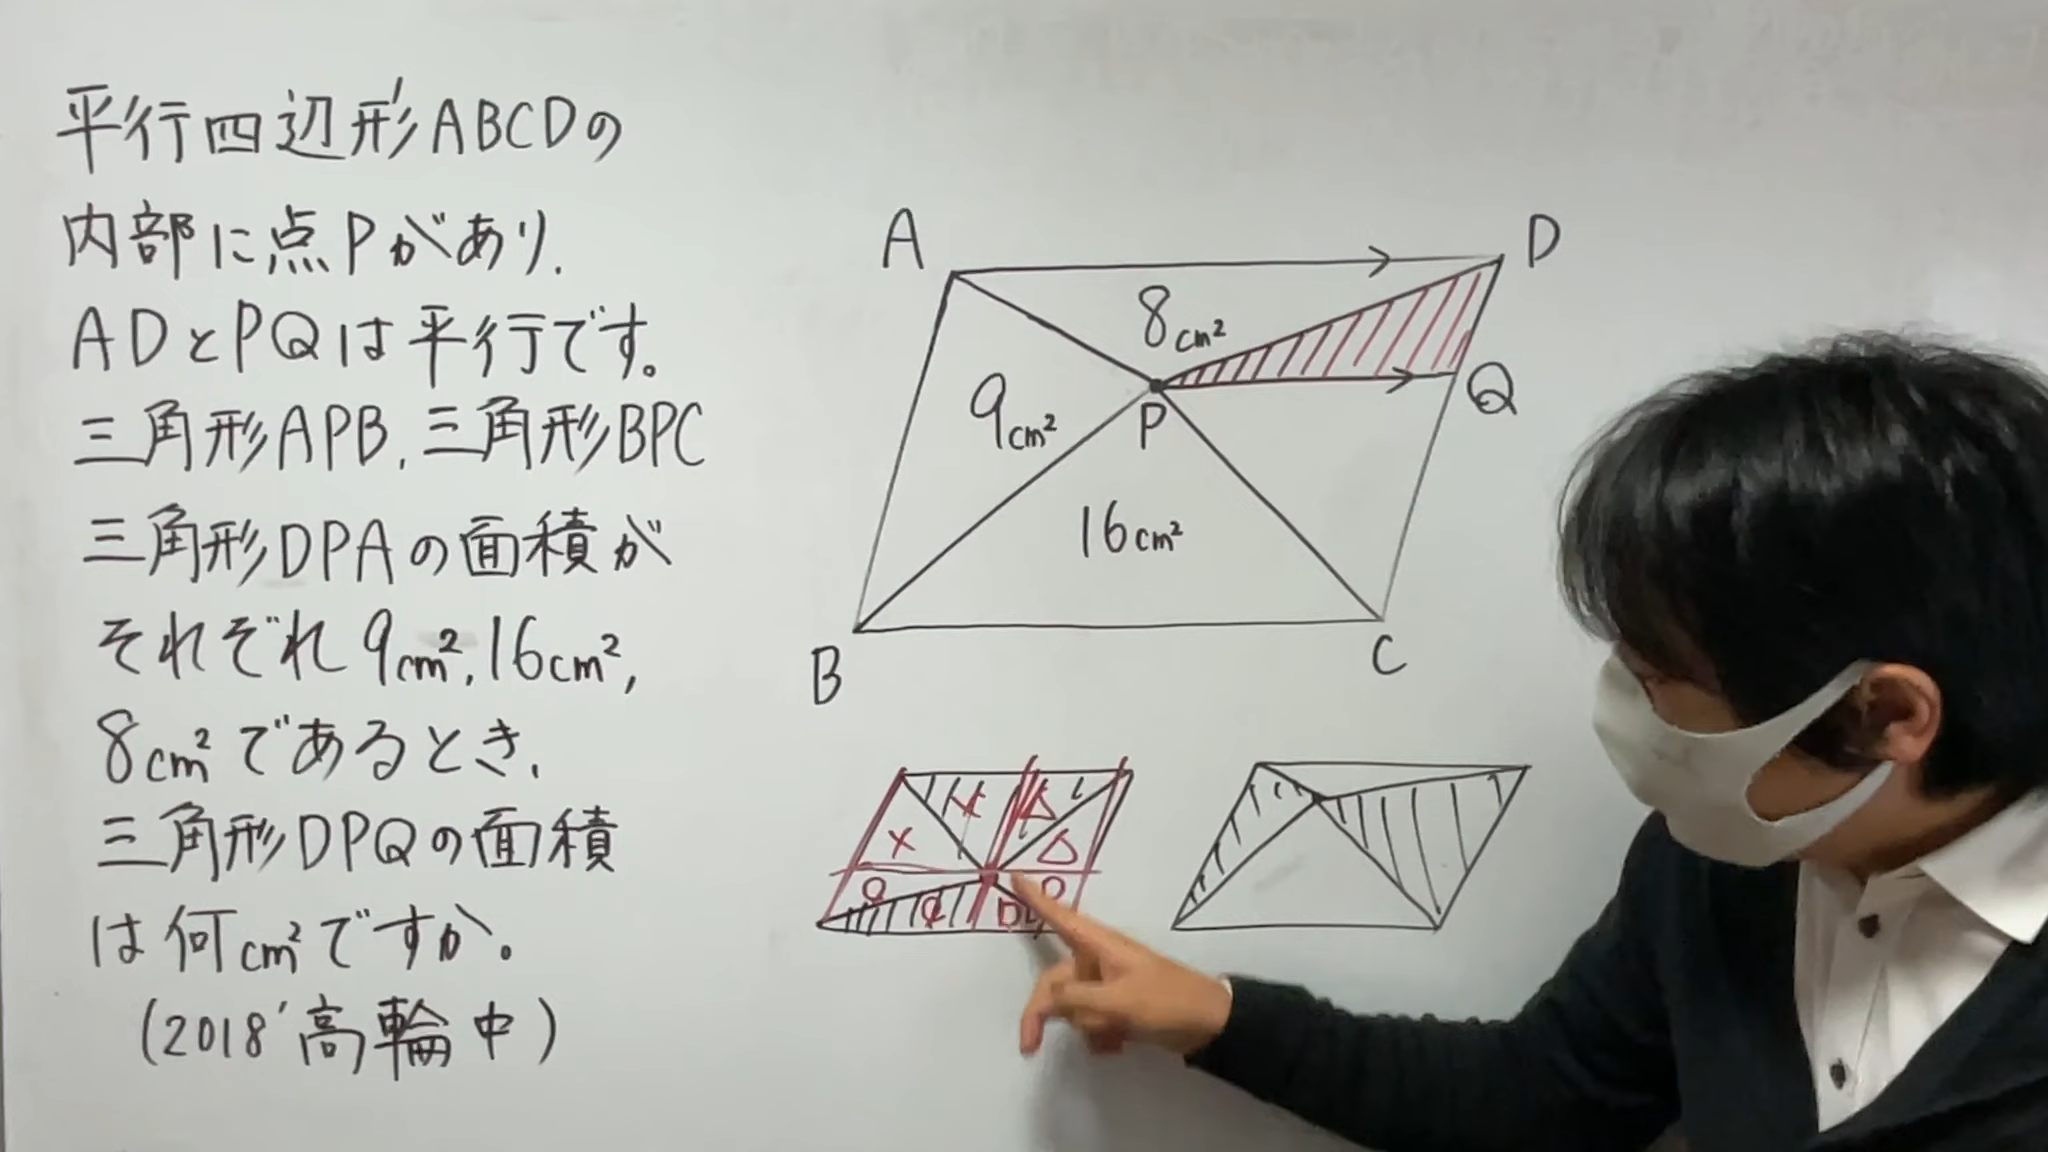 平行四辺形ABCDの
内部に点Pがあり.
ADとPQは平行です。
三角形APB.三角形BPC
三角形DPAの面積が
それぞれ9cm².16cm²,
8cm²であるとき.
三角形DPQの面積
は何cm²ですか。
(2018'高輪中)
A
D
8cm²
9cm²
P
Q
16cm²
B
C